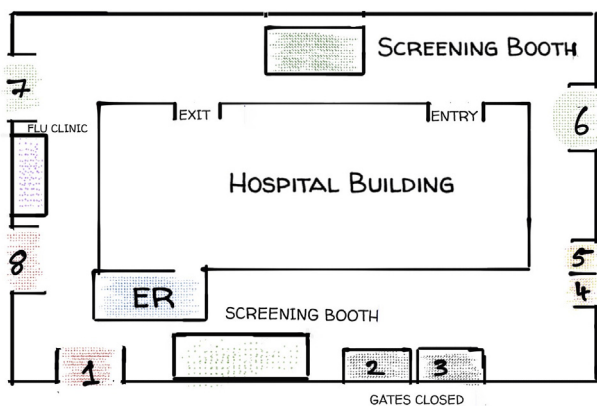 SCREENING BOOTH
7
EXIT
ENTRY
6
FLU CLINIC
HOSPITAL BUILDING
8
5
4
ER
SCREENING BOOTH
1
2
3
GATES CLOSED